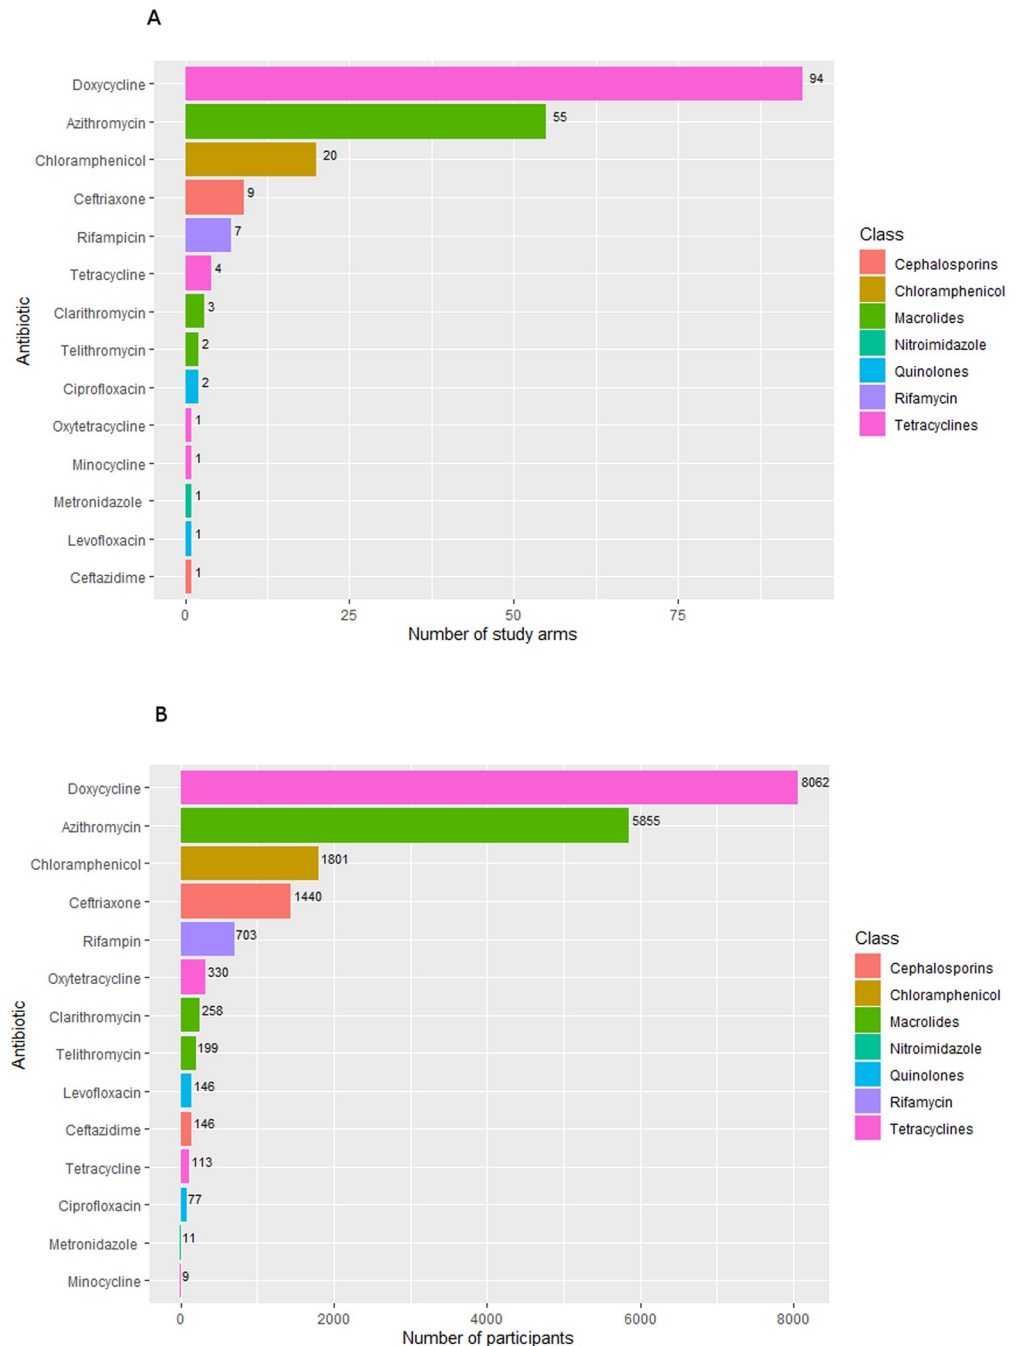 A
Doxycycline 94
Azithromycin 55
Chloramphenicol 20
Ceftriaxone 9
Rifampicin 7
Tetracycline 4
Clarithromycin 3
Telithromycin 2
Ciprofloxacin 2
Oxytetracycline 1
Minocycline 1
Metronidazole 1
Levofloxacin 1
Ceftazidime 1
Antibiotic
0 25 50 75
Number of study arms
Class
Cephalosporins
Chloramphenicol
Macrolides
Nitroimidazole
Quinolones
Rifamycin
Tetracyclines
B
Doxycycline 8062
Azithromycin 5855
Chloramphenicol 1801
Ceftriaxone 1440
Rifampin 703
Oxytetracycline 330
Clarithromycin 258
Telithromycin 199
Levofloxacin 146
Ceftazidime 146
Tetracycline 113
Ciprofloxacin 77
Metronidazole 11
Minocycline 9
Antibiotic
0 2000 4000 6000 8000
Number of participants
Class
Cephalosporins
Chloramphenicol
Macrolides
Nitroimidazole
Quinolones
Rifamycin
Tetracyclines